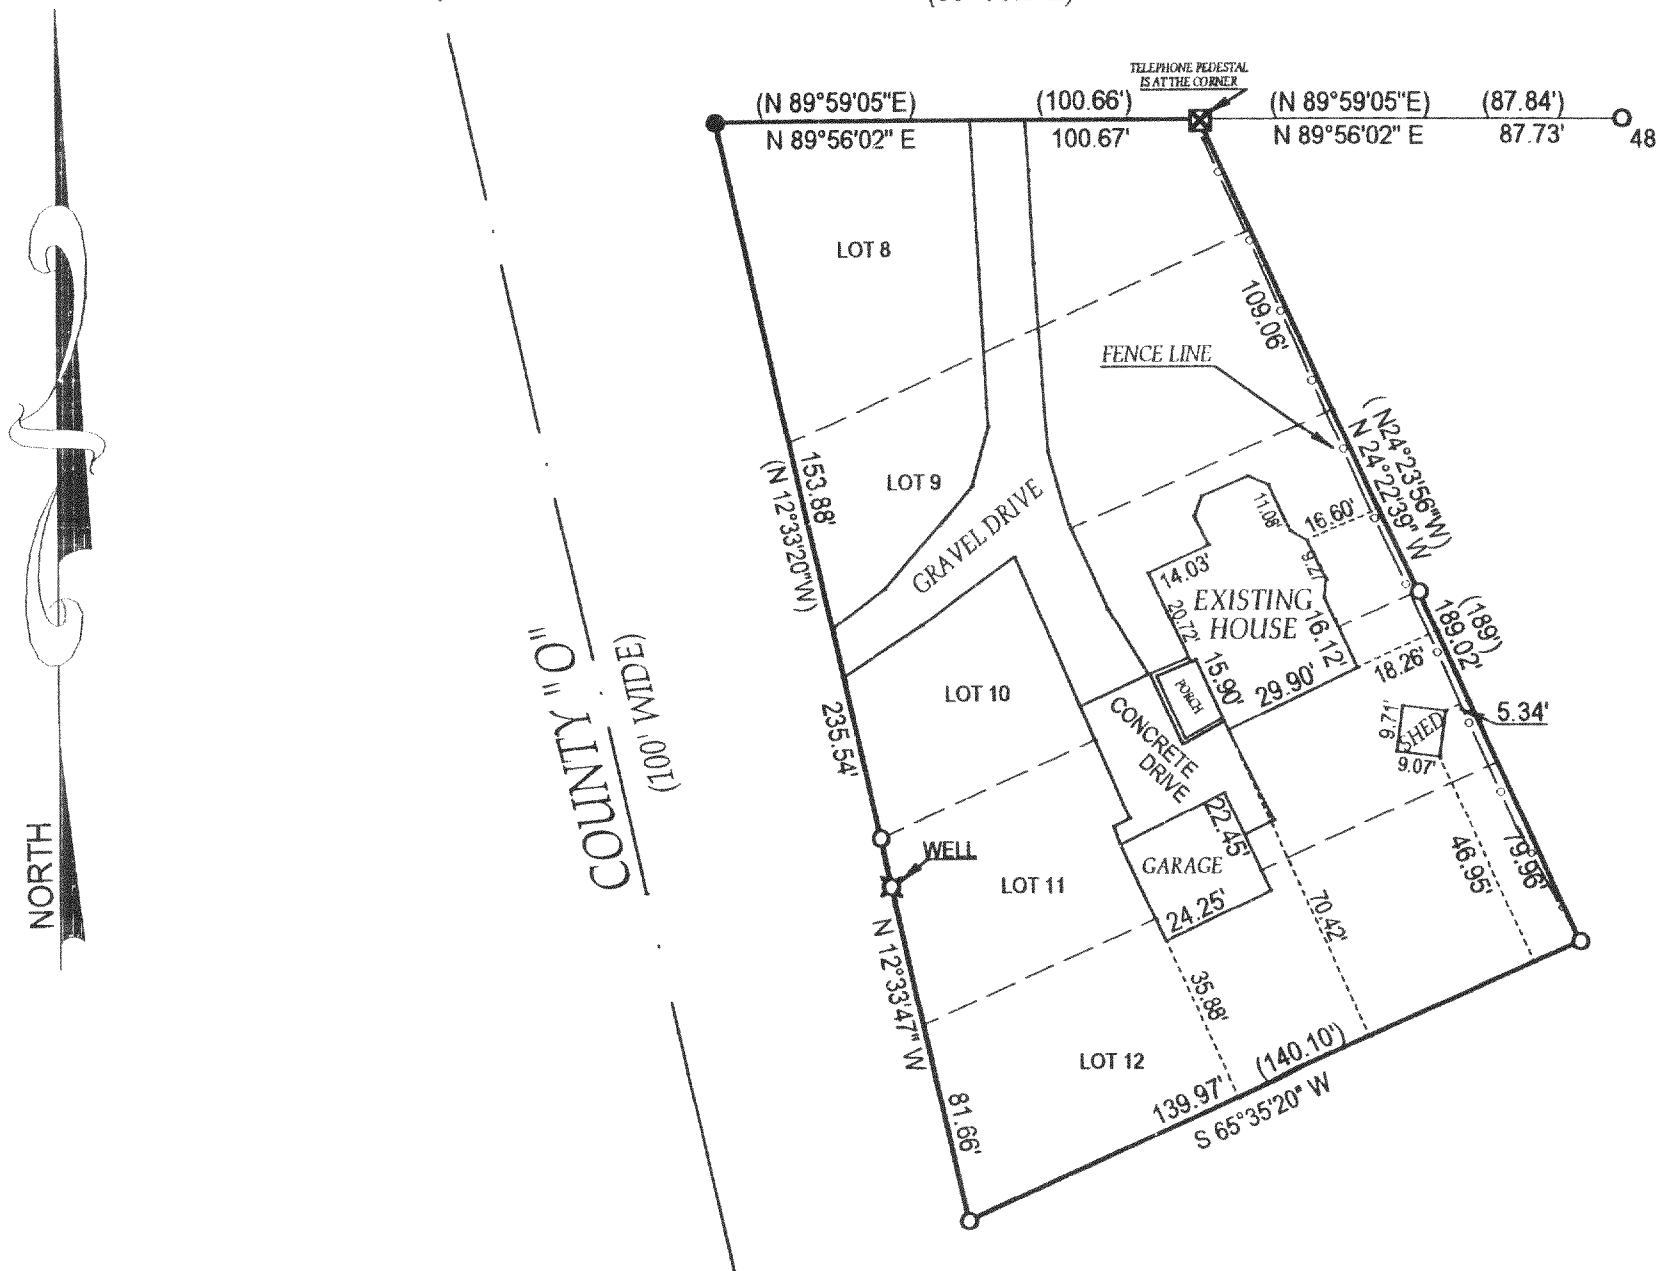 TELEPHONE PEDESTAL
IS AT THE CORNER
(N 89°59'05"E)
(100.66')
(N 89°59'05"E)
(87.84')
N 89°56'02" E
100.67'
N 89°56'02" E
87.73'
48
LOT 8
109.06'
FENCE LINE
(N24°23'56"W)
N 24°22'39" W
153.88'
(N 12°33'20"W)
LOT 9
GRAVEL DRIVE
11.08'
16.60'
9.27'
14.03'
20.72'
EXISTING
HOUSE
16.12'
(189')
189.02'
COUNTY "O"
(100' WIDE)
LOT 10
PORCH
15.90'
29.90'
18.26'
235.54'
CONCRETE
DRIVE
9.71'
SHED
9.07'
5.34'
WELL
22.45'
GARAGE
24.25'
LOT 11
70.42'
46.95'
79.96'
NORTH
N 12°33'47" W
35.88'
LOT 12
(140.10')
139.97'
S 65°35'20" W
81.66'